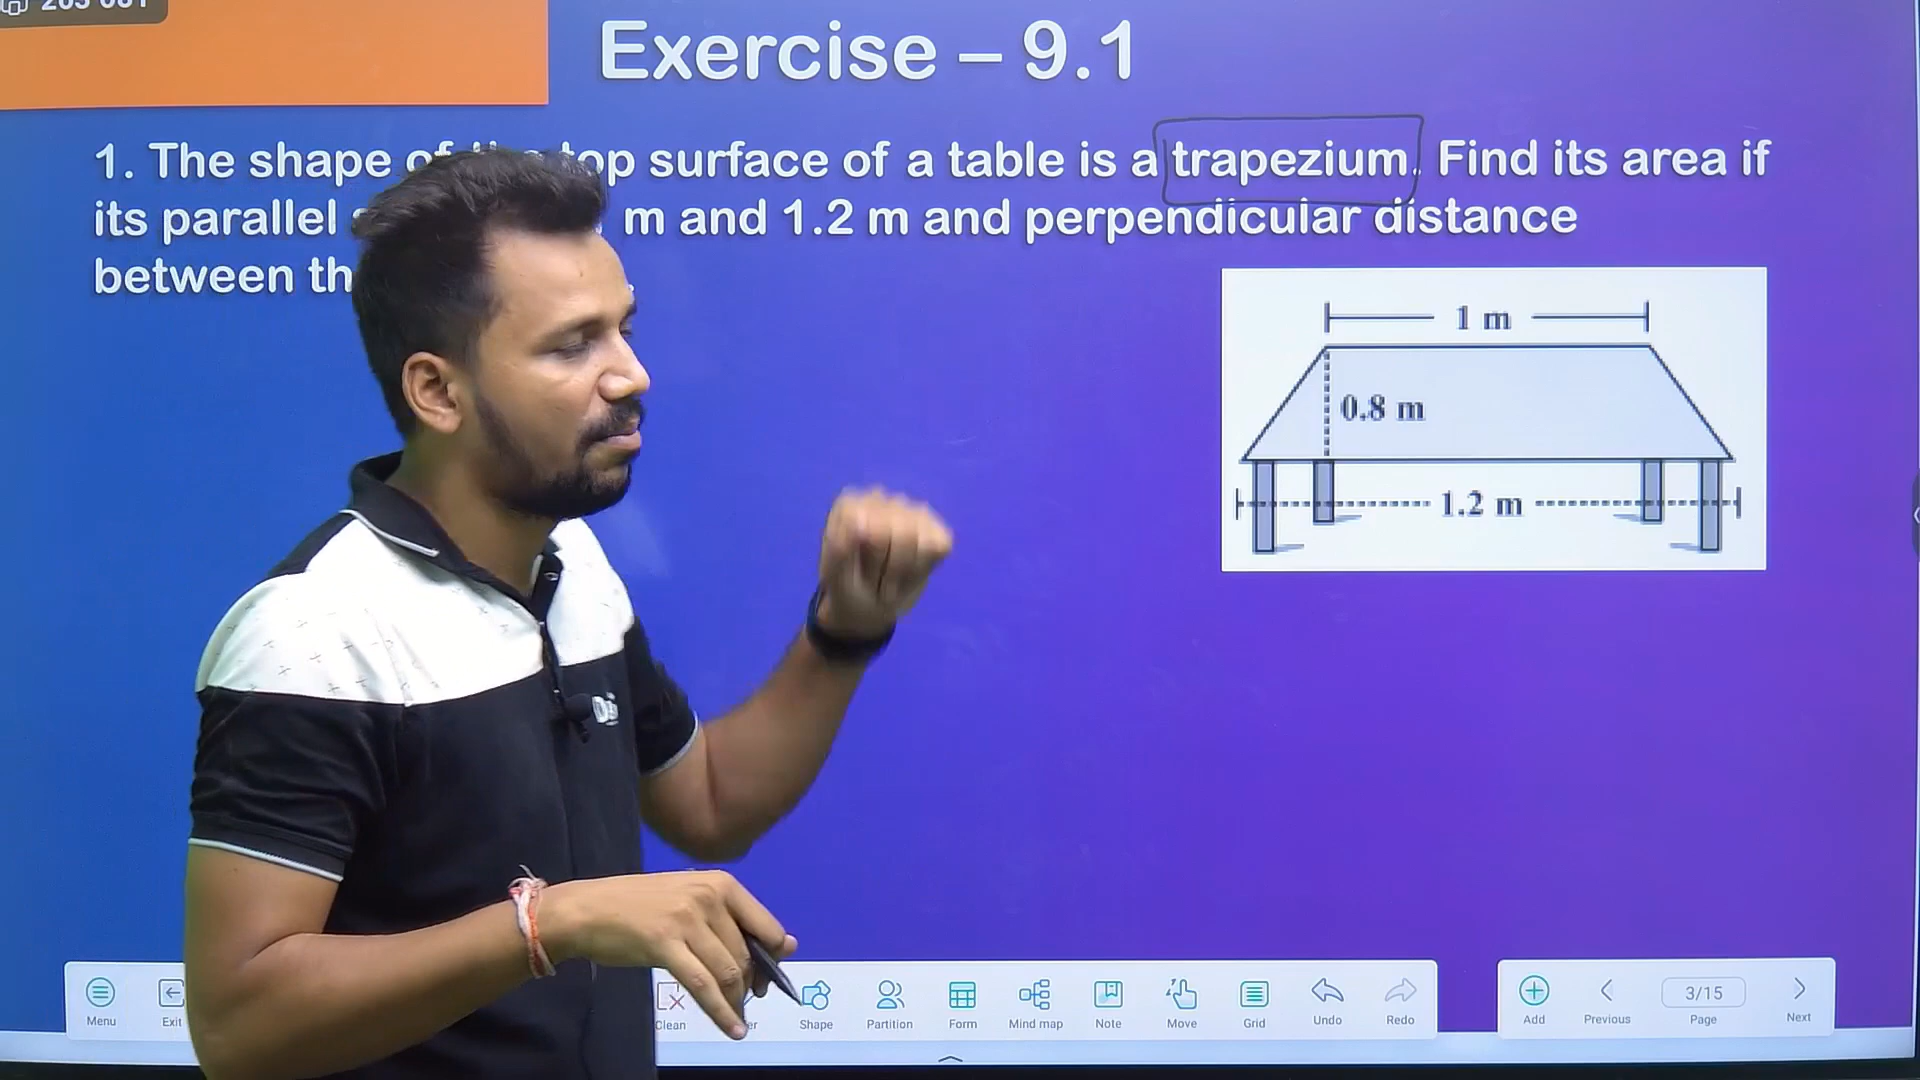 Exercise – 9.1
1. The shape of top surface of a table is a trapezium. Find its area if
its parallel m and 1.2 m and perpendicular distance
between
1 m
0.8 m
1.2 m
Menu Exit Clean Shape Partition Form Mind map Note Move Grid Undo Redo Add Previous Page Next
3/15